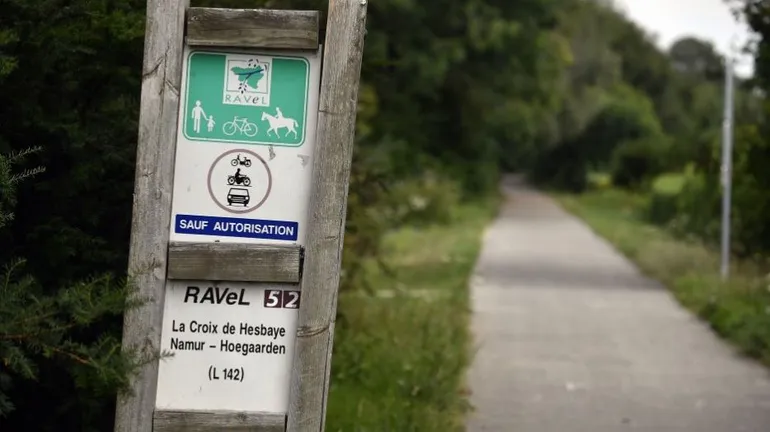 RAVeL
SAUF AUTORISATION
RAVeL 52
La Croix de Hesbaye
Namur – Hoegaarden
(L 142)